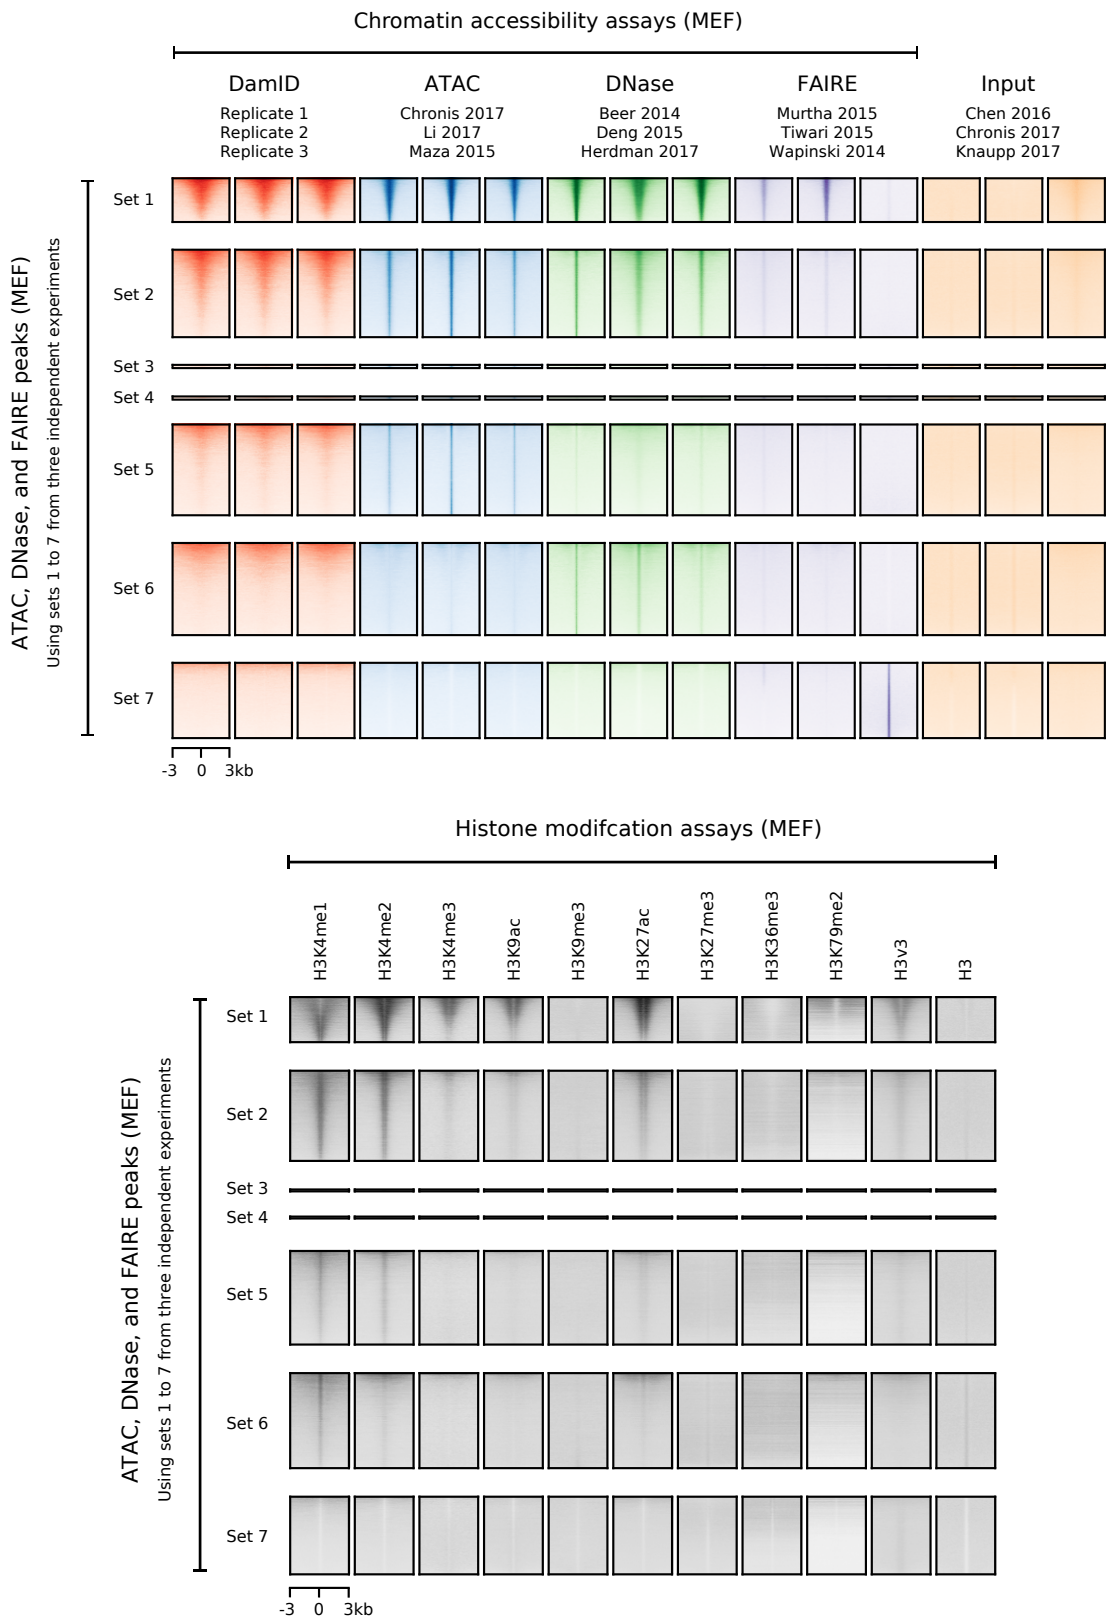 Chromatin accessibility assays (MEF)
DamID ATAC DNase FAIRE Input
Replicate 1 Chronis 2017 Beer 2014 Murtha 2015 Chen 2016
Replicate 2 Li 2017 Deng 2015 Tiwari 2015 Chronis 2017
Replicate 3 Maza 2015 Herdman 2017 Wapinski 2014 Knaupp 2017
ATAC, DNase, and FAIRE peaks (MEF)
Using sets 1 to 7 from three independent experiments
Set 1
Set 2
Set 3
Set 4
Set 5
Set 6
Set 7
-3 0 3kb
Histone modifcation assays (MEF)
H3K4me1 H3K4me2 H3K4me3 H3K9ac H3K9me3 H3K27ac H3K27me3 H3K36me3 H3K79me2 H3v3 H3
ATAC, DNase, and FAIRE peaks (MEF)
Using sets 1 to 7 from three independent experiments
Set 1
Set 2
Set 3
Set 4
Set 5
Set 6
Set 7
-3 0 3kb